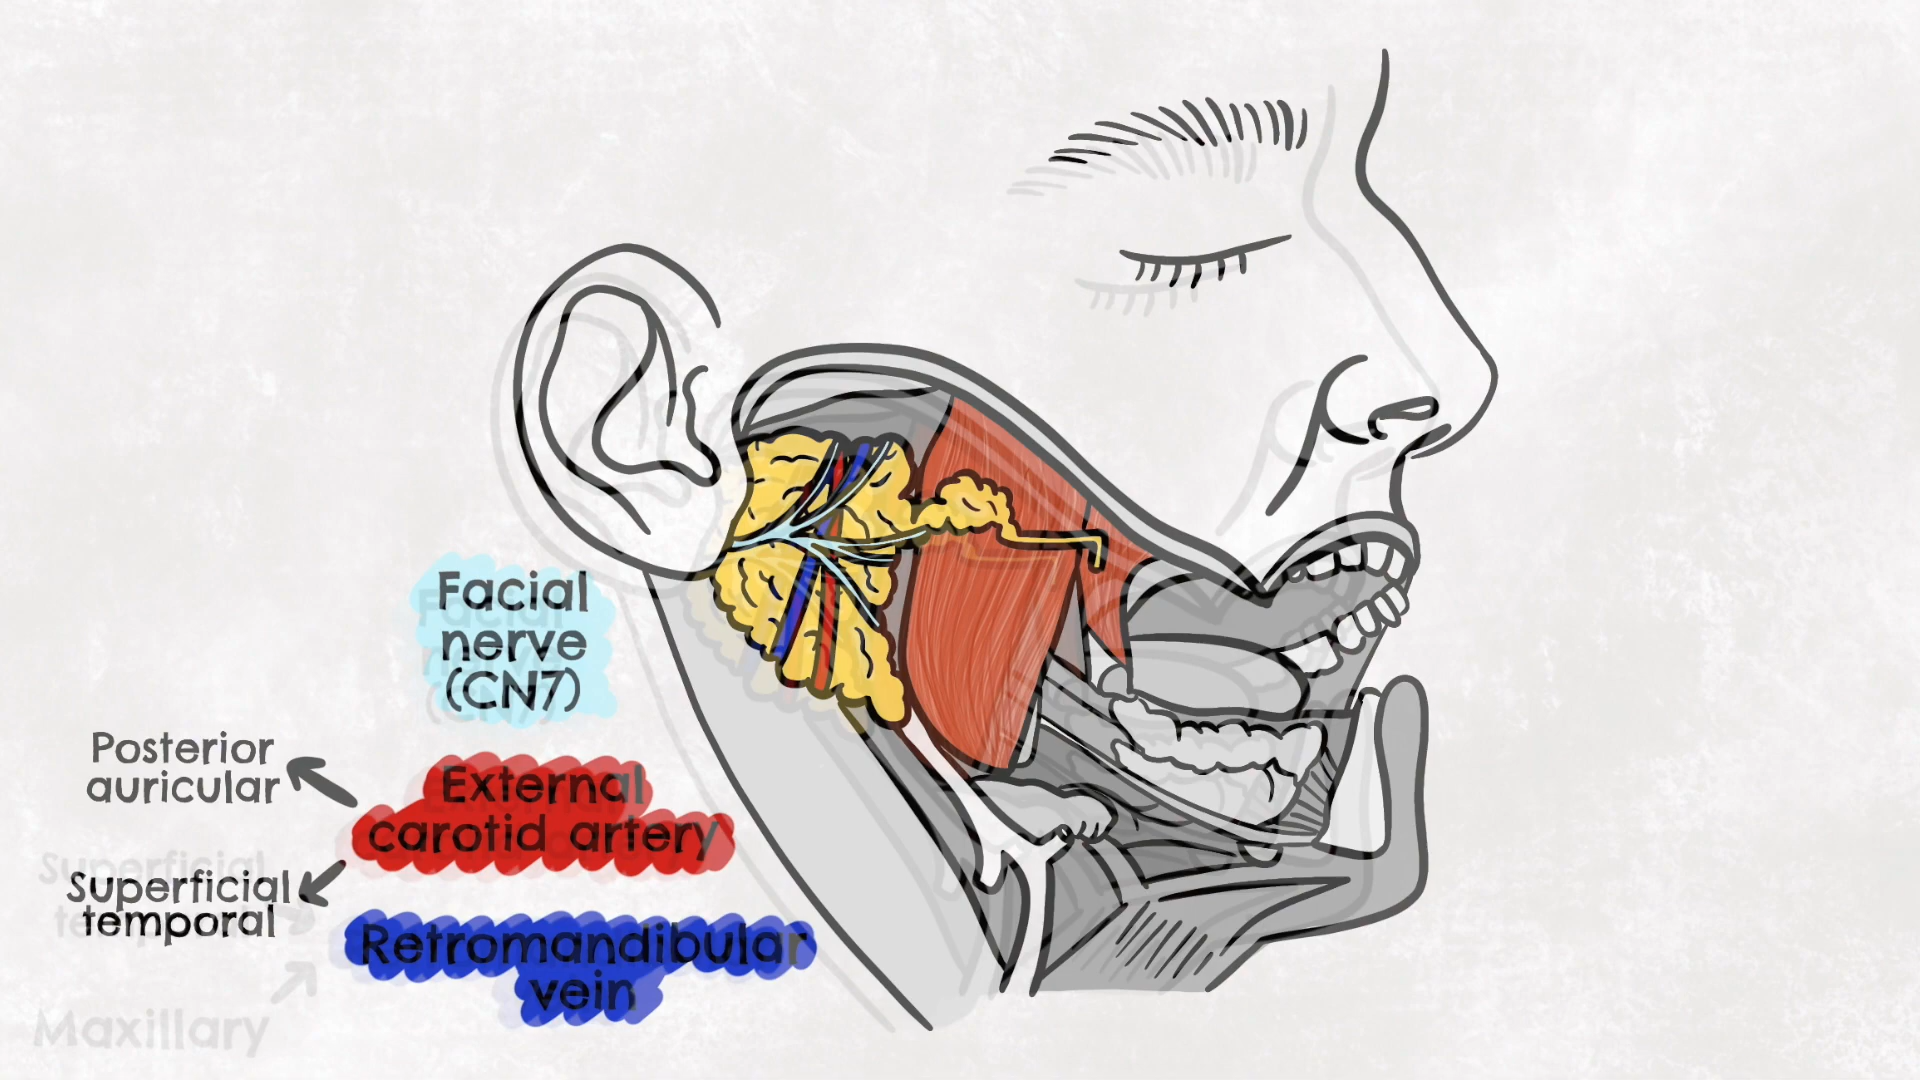 Facial
nerve
(CN7)
Posterior
auricular
External
carotid artery
Superficial
temporal
Retromandibular
vein
Maxillary